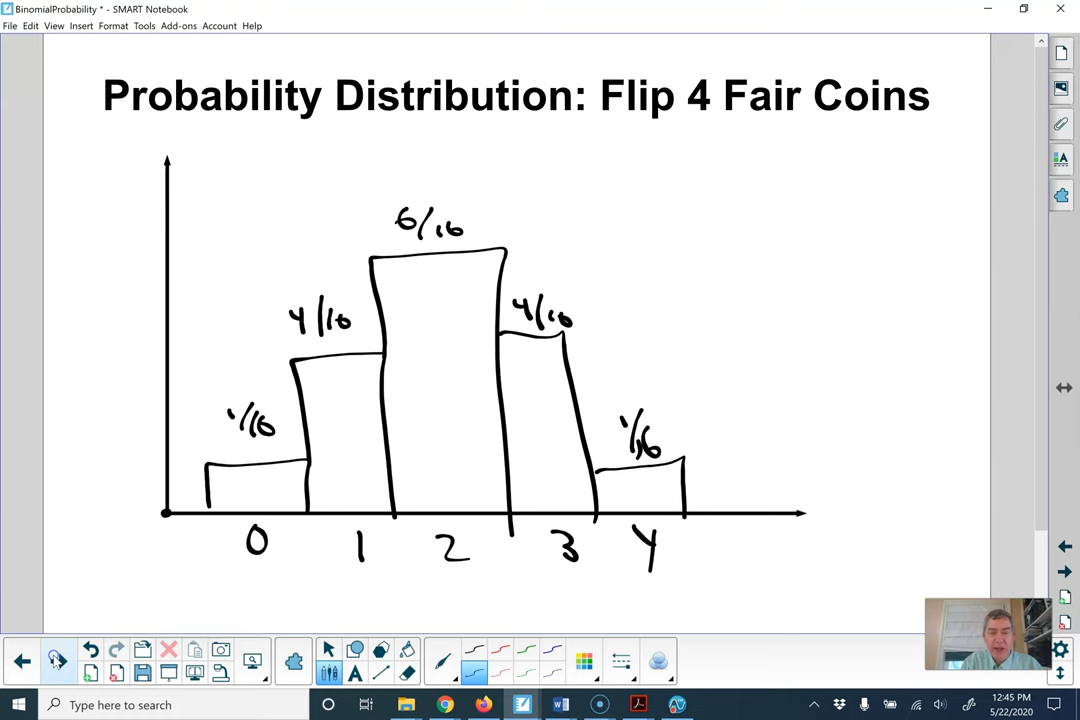 BinomialProbability * - SMART Notebook
File Edit View Insert Format Tools Add-ons Account Help
Probability Distribution: Flip 4 Fair Coins
6/16
4/16
4/16
1/16
1/16
0 1 2 3 4
Type here to search
12:45 PM
5/22/2020